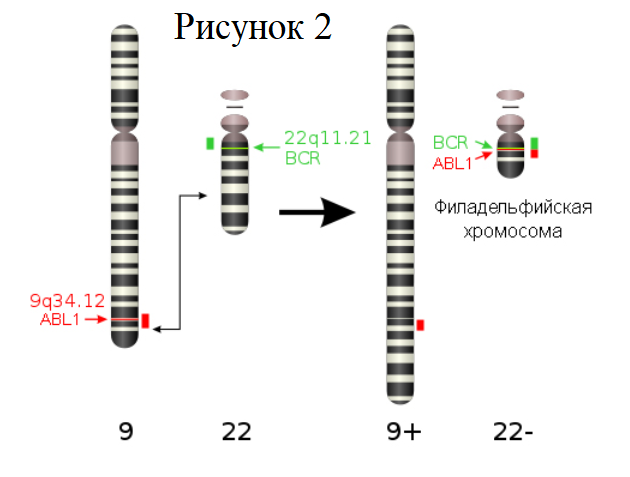 Рисунок 2
22q11.21
BCR
BCR
ABL1
Филадельфийская
хромосома
9q34.12
ABL1
9
22
9+
22-